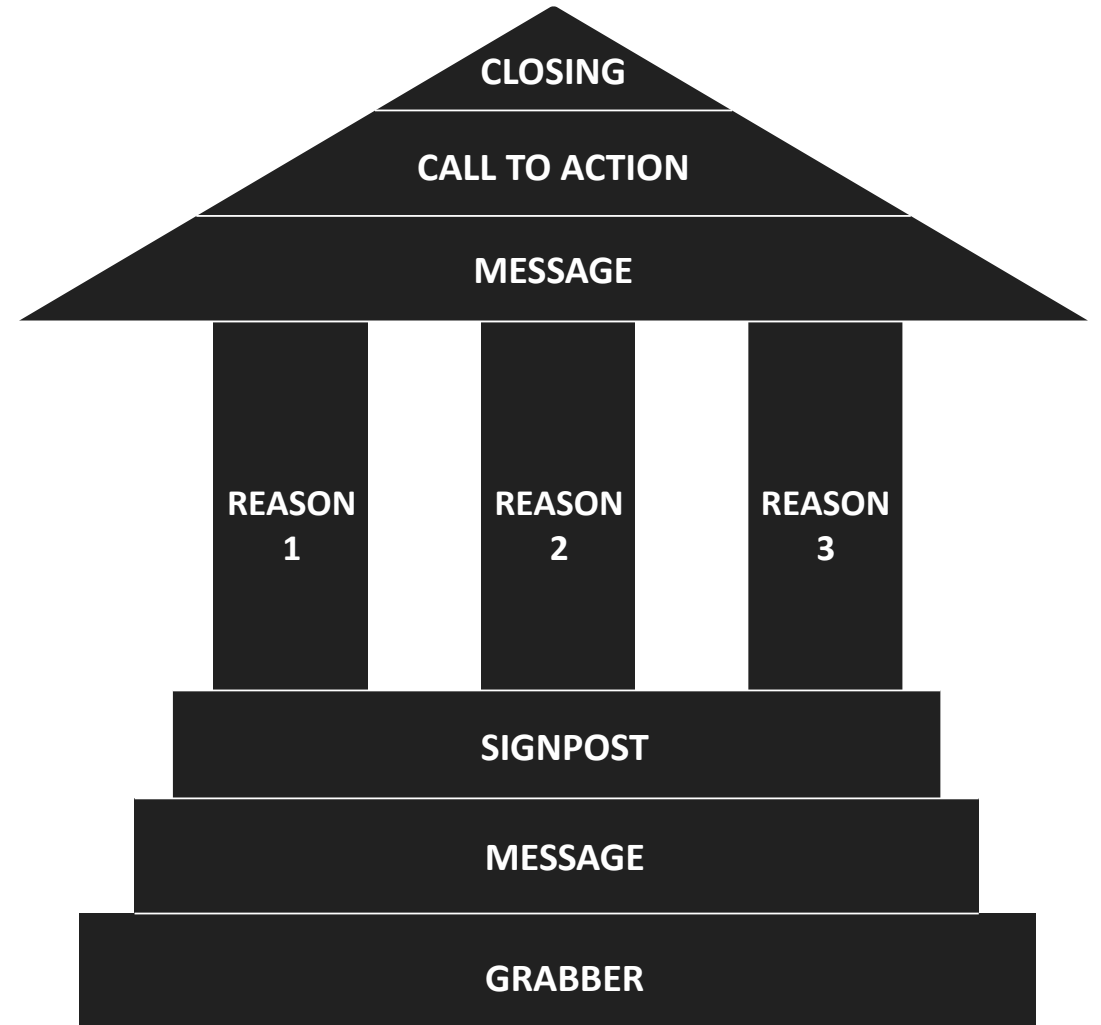 CLOSING
CALL TO ACTION
MESSAGE
REASON
1
REASON
2
REASON
3
SIGNPOST
MESSAGE
GRABBER